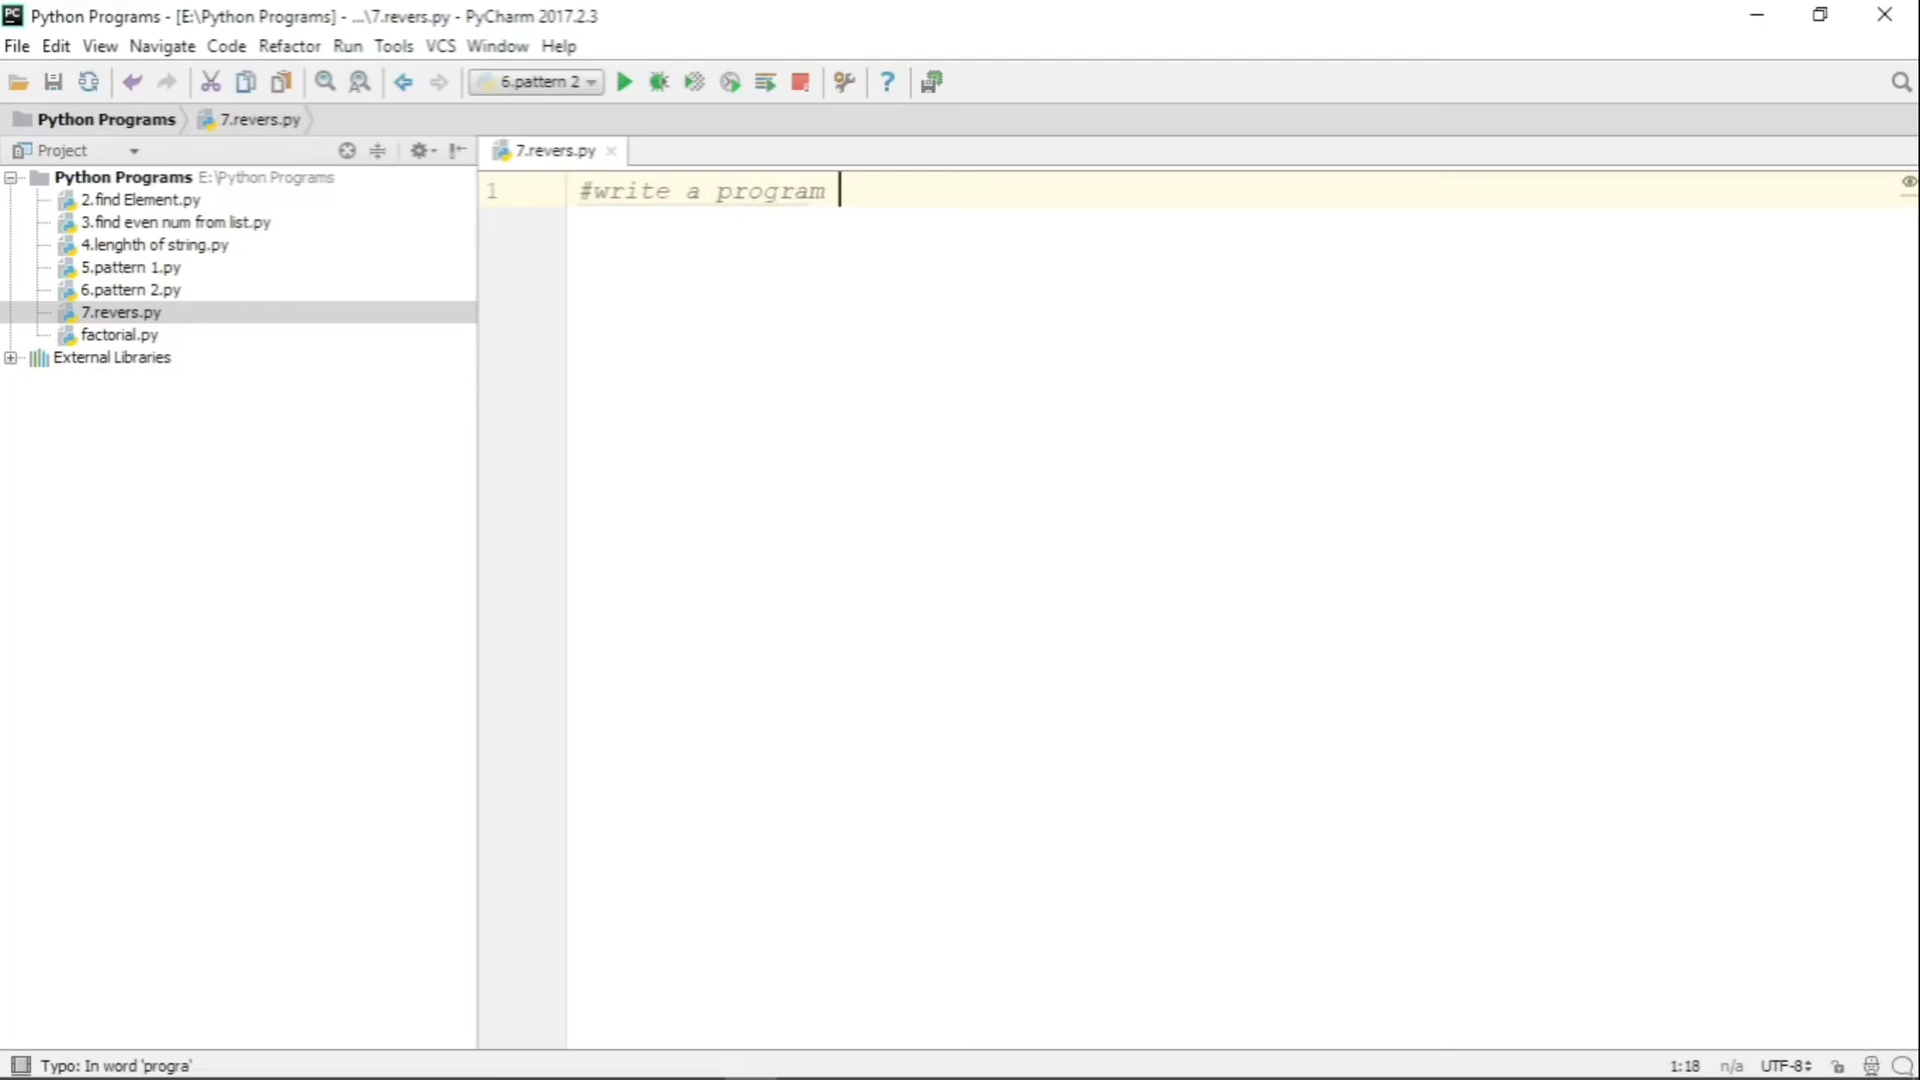 Python Programs - [E:\Python Programs] - ...\7.revers.py - PyCharm 2017.2.3
File Edit View Navigate Code Refactor Run Tools VCS Window Help
6.pattern 2
Python Programs 7.revers.py
Project
7.revers.py
Python Programs E:\Python Programs
2.find Element.py
3.find even num from list.py
4.lenghth of string.py
5.pattern 1.py
6.pattern 2.py
7.revers.py
factorial.py
External Libraries
1 #write a program
Typo: In word 'progra' 1:18 n/a UTF-8